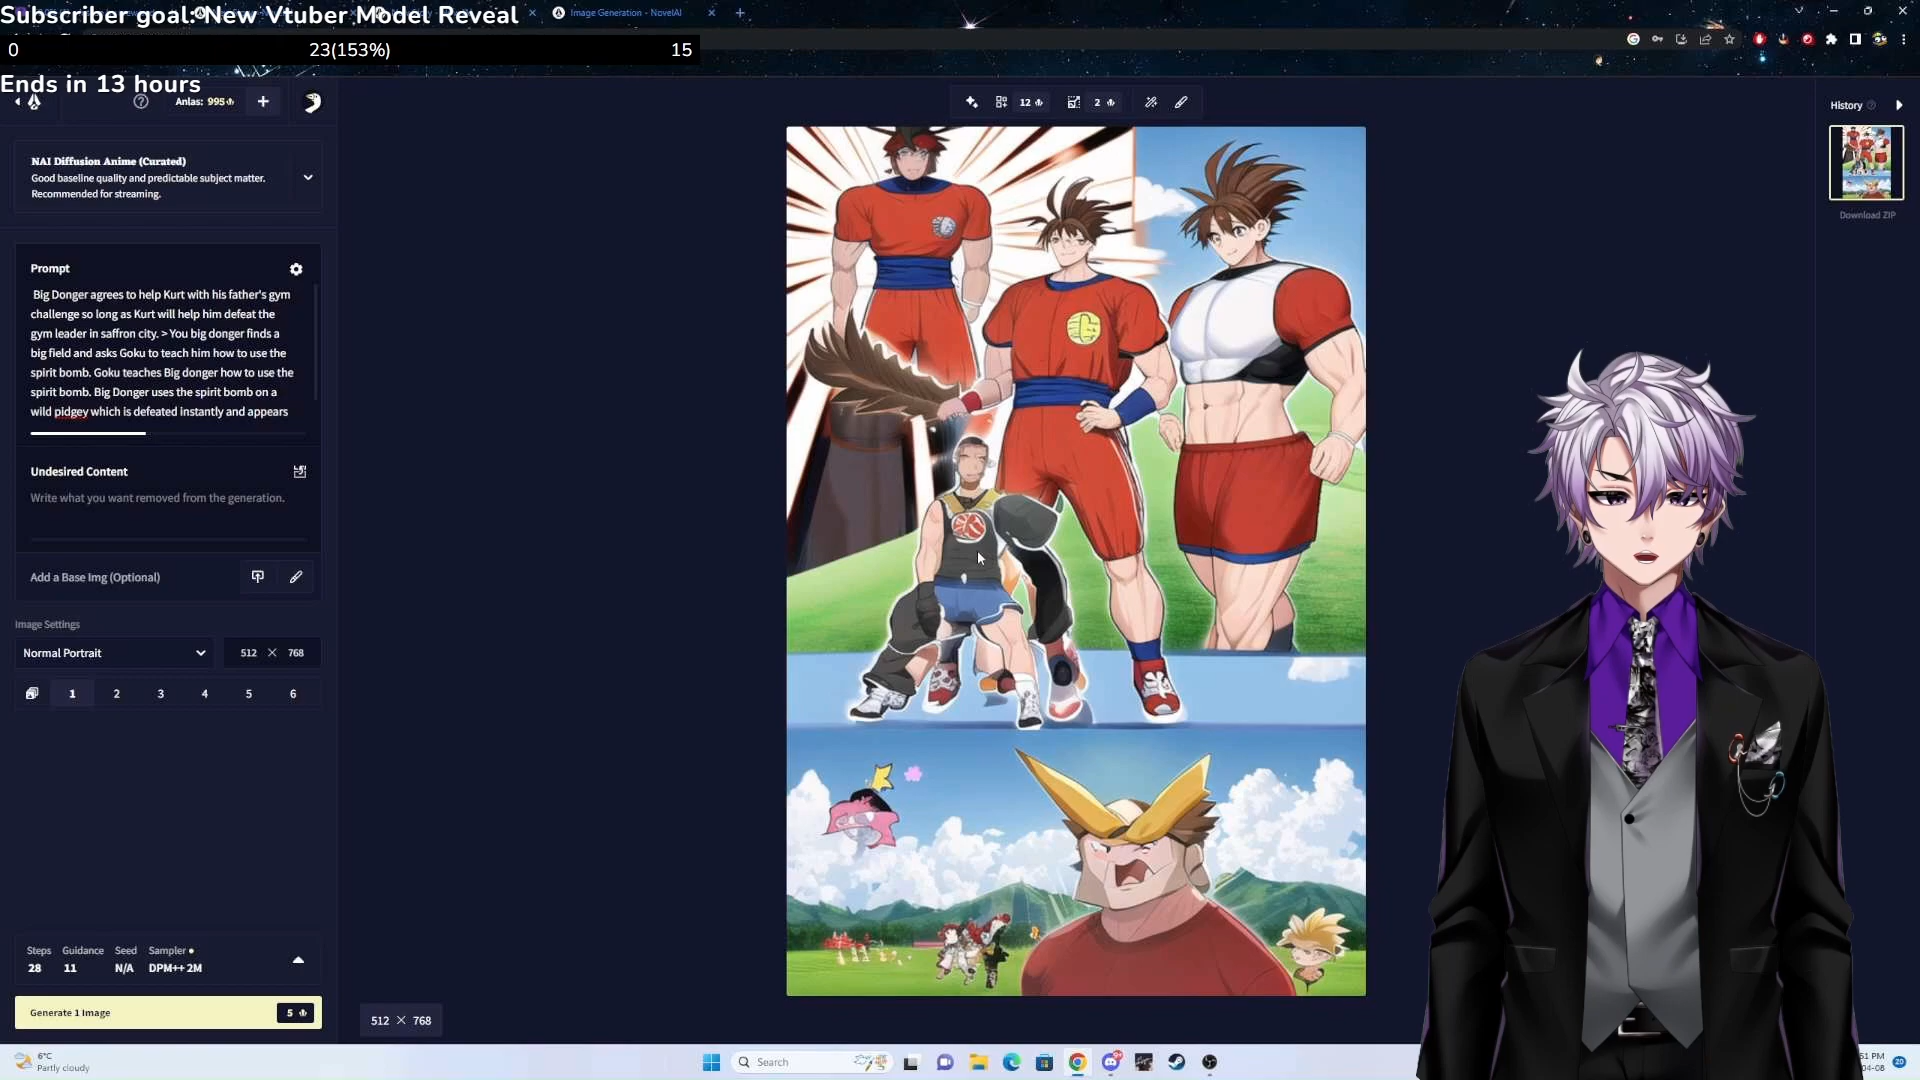 Subscriber goal: New Vtuber Model Reveal
Image Generation - NovelAI
0 23(153%) 15
Ends in 13 hours
Anlas: 995
12
2
History
Download ZIP
NAI Diffusion Anime (Curated)
Good baseline quality and predictable subject matter.
Recommended for streaming.
Prompt
Big Donger agrees to help Kurt with his father's gym
challenge so long as Kurt will help him defeat the
gym leader in saffron city. > You big donger finds a
big field and asks Goku to teach him how to use the
spirit bomb. Goku teaches Big donger how to use the
spirit bomb. Big Donger uses the spirit bomb on a
wild pidgey which is defeated instantly and appears
Undesired Content
Write what you want removed from the generation.
Add a Base Img (Optional)
Image Settings
Normal Portrait 512 × 768
1 2 3 4 5 6
Steps Guidance Seed Sampler
28 11 N/A DPM++ 2M
Generate 1 Image 5
512 × 768
6°C
Partly cloudy
Search
51 PM
04-08
20